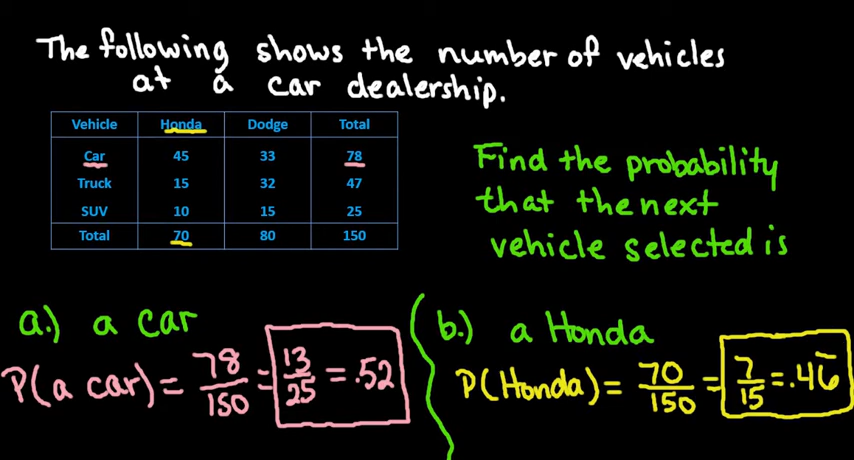 The following shows the number of vehicles
at a car dealership.
Vehicle Honda Dodge Total
Car 45 33 78
Truck 15 32 47
SUV 10 15 25
Total 70 80 150
Find the probability
that the next
vehicle selected is
a.) a car
P(a car) = 78/150 = 13/25 = .52
b.) a Honda
P(Honda) = 70/150 = 7/15 = .46̅